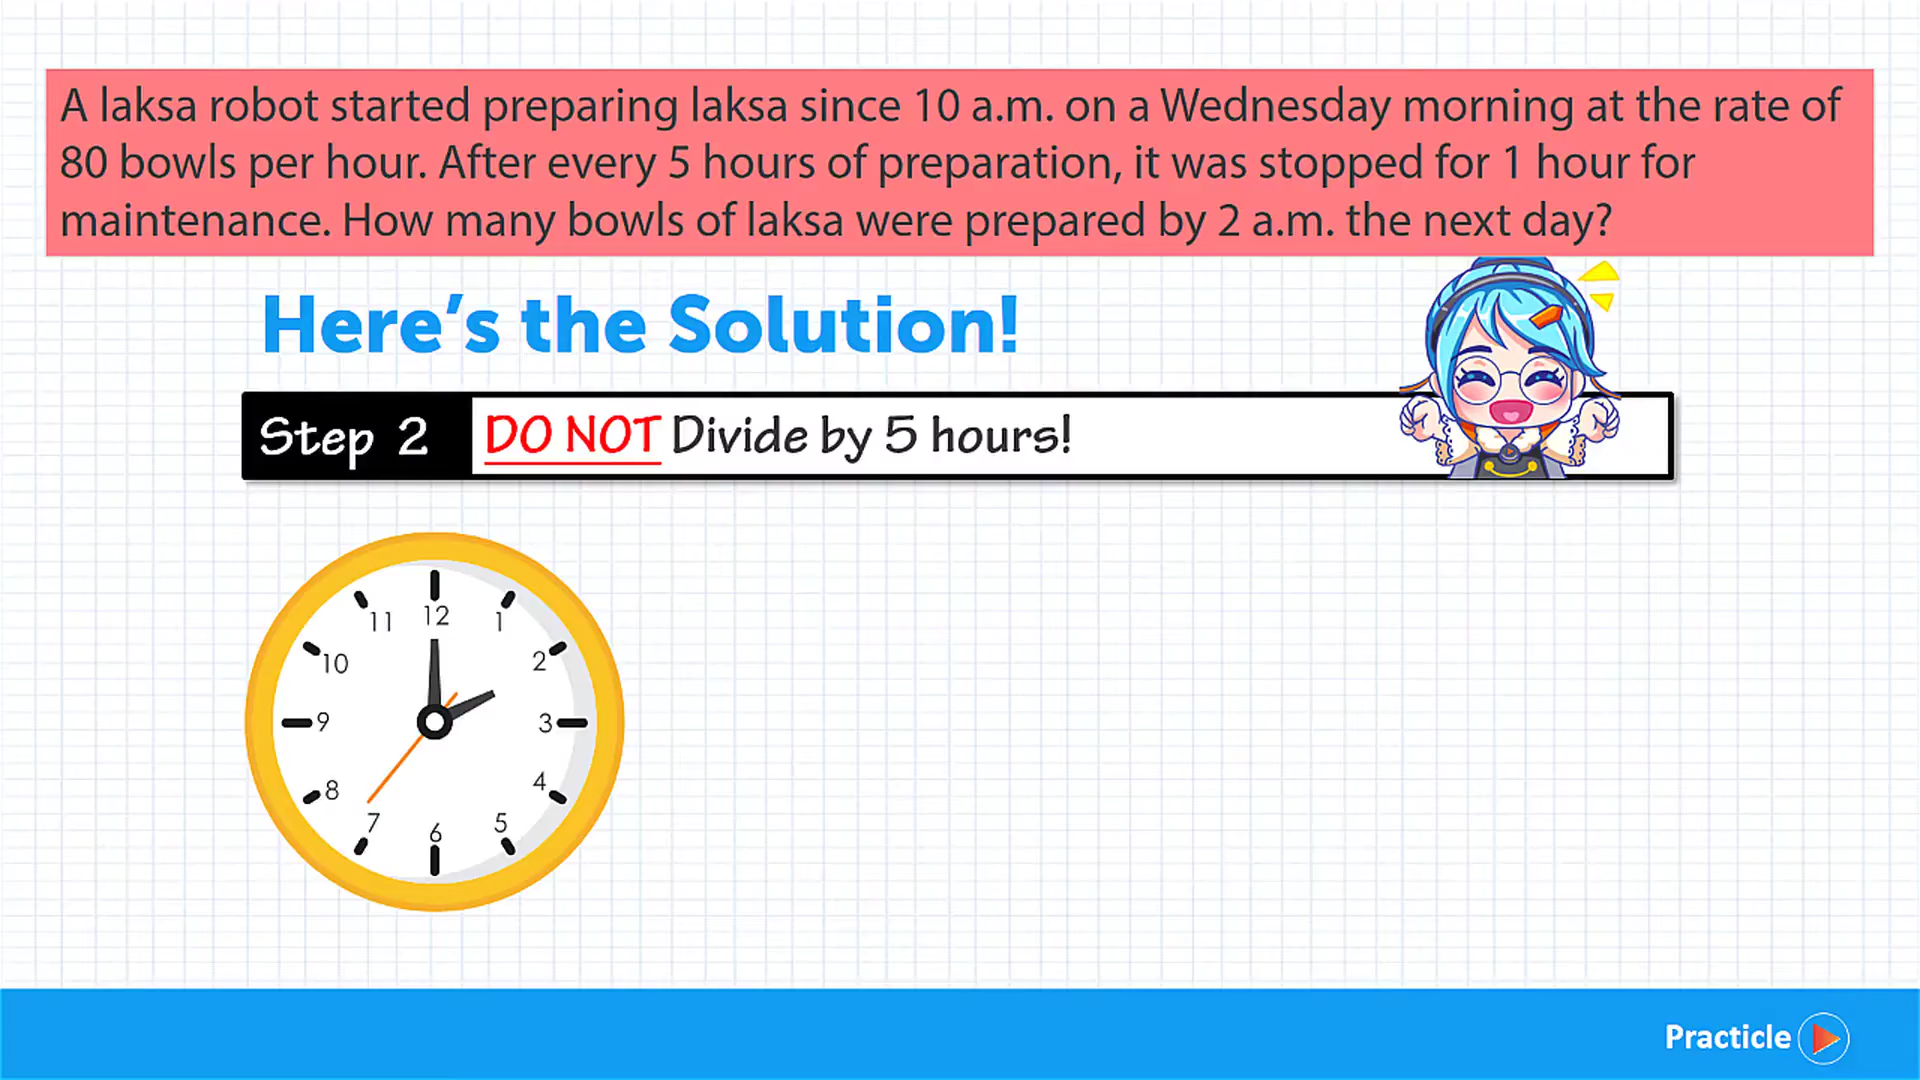 A laksa robot started preparing laksa since 10 a.m. on a Wednesday morning at the rate of
80 bowls per hour. After every 5 hours of preparation, it was stopped for 1 hour for
maintenance. How many bowls of laksa were prepared by 2 a.m. the next day?
Here's the Solution!
Step 2 DO NOT Divide by 5 hours!
12
11 1
10 2
9 3
8 4
7 5
6
Practicle